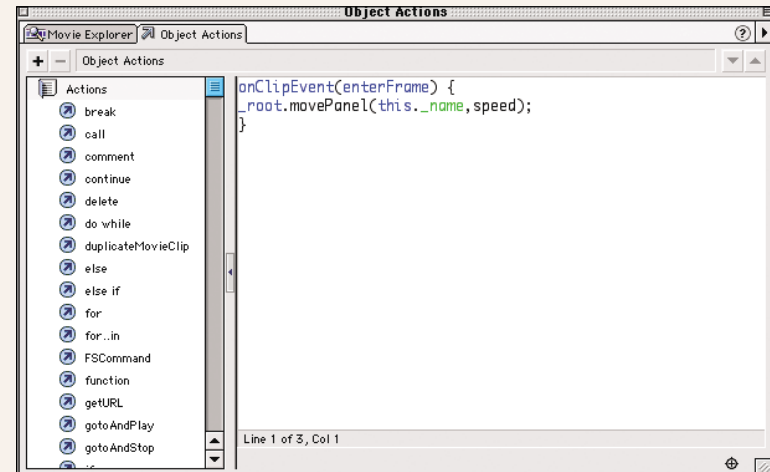 Object Actions
Movie Explorer Object Actions ?
+ - Object Actions
Actions
break
call
comment
continue
delete
do while
duplicateMovieClip
else
else if
for
for..in
FSCommand
function
getURL
gotoAndPlay
gotoAndStop
onClipEvent(enterFrame) {
_root.movePanel(this._name,speed);
}
Line 1 of 3, Col 1